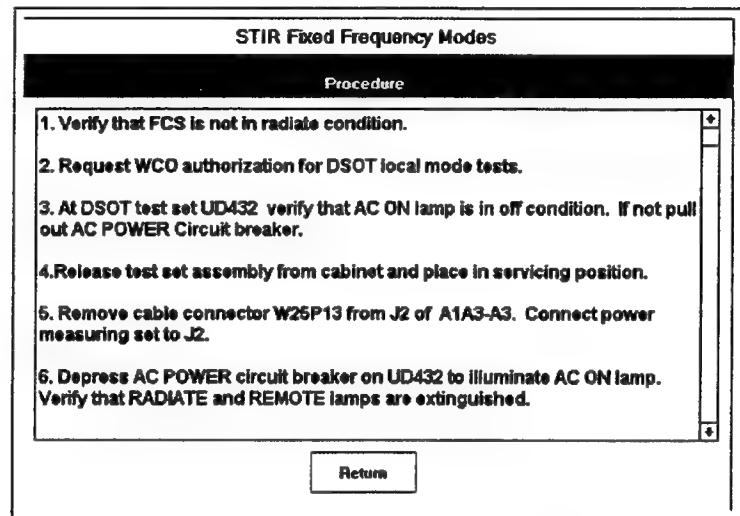 STIR Fixed Frequency Modes
Procedure
1. Verify that FCS is not in radiate condition.
2. Request WCO authorization for DSOT local mode tests.
3. At DSOT test set UD432 verify that AC ON lamp is in off condition. If not pull
out AC POWER Circuit breaker.
4.Release test set assembly from cabinet and place in servicing position.
5. Remove cable connector W25P13 from J2 of A1A3-A3. Connect power
measuring set to J2.
6. Depress AC POWER circuit breaker on UD432 to illuminate AC ON lamp.
Verify that RADIATE and REMOTE lamps are extinguished.
Return